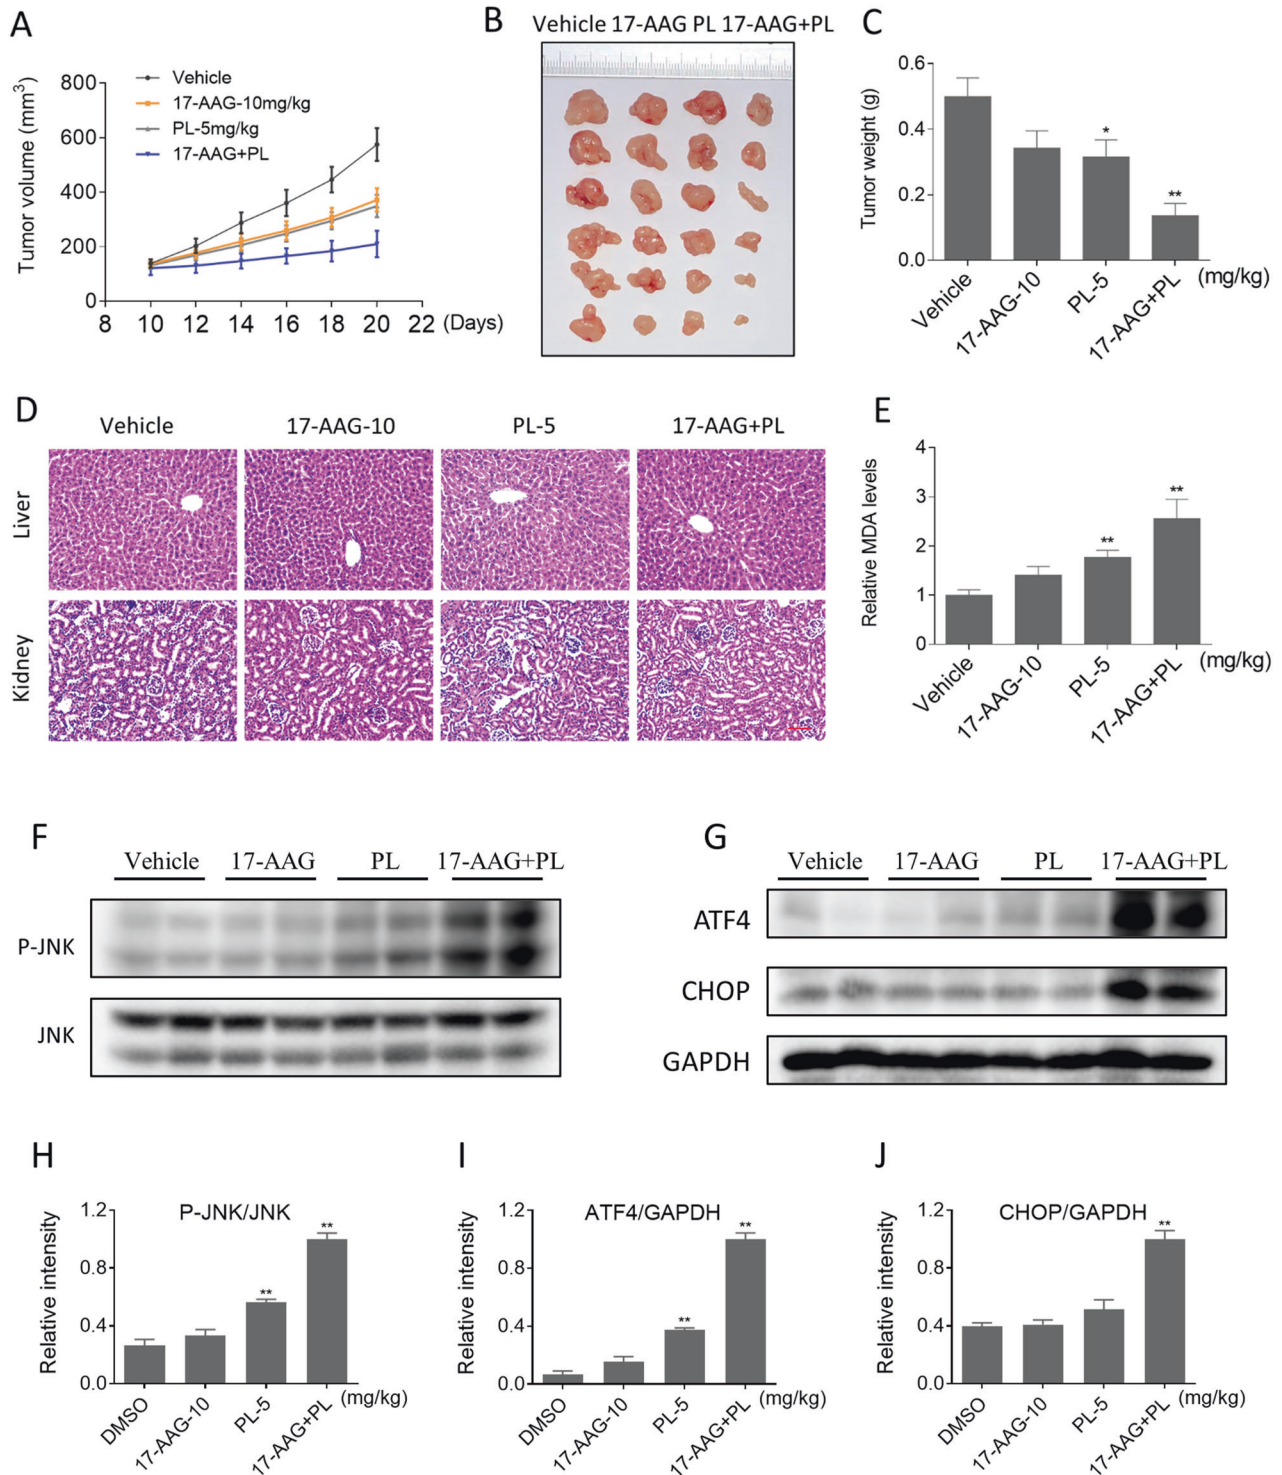 A
Tumor volume (mm³)
800
600
400
200
0
8 10 12 14 16 18 20 22 (Days)
Vehicle
17-AAG-10mg/kg
PL-5mg/kg
17-AAG+PL
B
Vehicle 17-AAG PL 17-AAG+PL
C
Tumor weight (g)
0.6
0.4
0.2
0.0
*
**
Vehicle
17-AAG-10
PL-5
17-AAG+PL
(mg/kg)
D
Vehicle 17-AAG-10 PL-5 17-AAG+PL
Liver
Kidney
E
Relative MDA levels
4
3
2
1
0
**
**
Vehicle
17-AAG-10
PL-5
17-AAG+PL
(mg/kg)
F
Vehicle 17-AAG PL 17-AAG+PL
P-JNK
JNK
G
Vehicle 17-AAG PL 17-AAG+PL
ATF4
CHOP
GAPDH
H
P-JNK/JNK
Relative intensity
1.2
0.8
0.4
0.0
**
**
DMSO
17-AAG-10
PL-5
17-AAG+PL
(mg/kg)
I
ATF4/GAPDH
Relative intensity
1.2
0.8
0.4
0.0
**
**
DMSO
17-AAG-10
PL-5
17-AAG+PL
(mg/kg)
J
CHOP/GAPDH
Relative intensity
1.2
0.8
0.4
0.0
**
DMSO
17-AAG-10
PL-5
17-AAG+PL
(mg/kg)